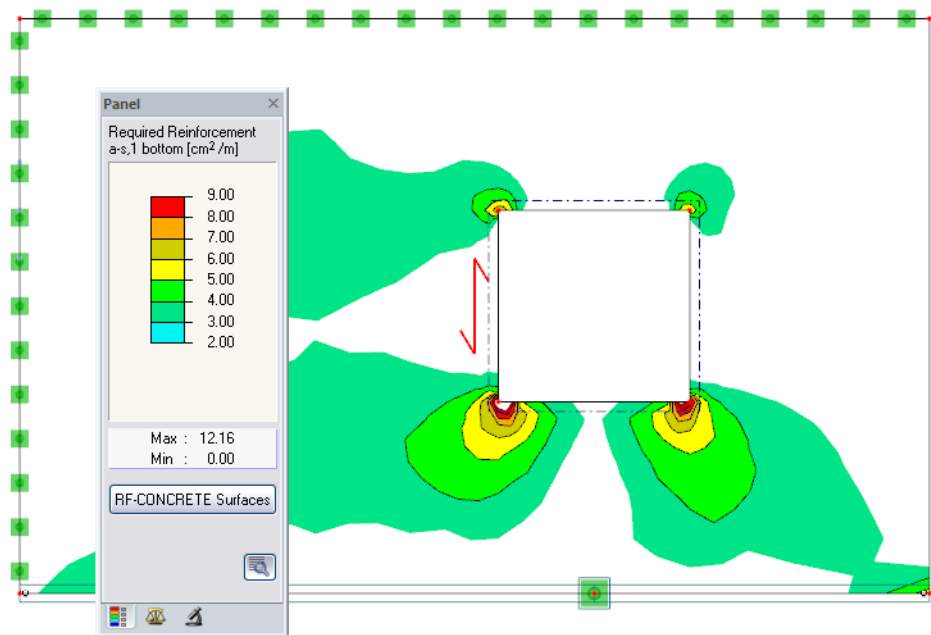 Panel
Required Reinforcement
a-s,1 bottom [cm²/m]
9.00
8.00
7.00
6.00
5.00
4.00
3.00
2.00
Max : 12.16
Min : 0.00
RF-CONCRETE Surfaces